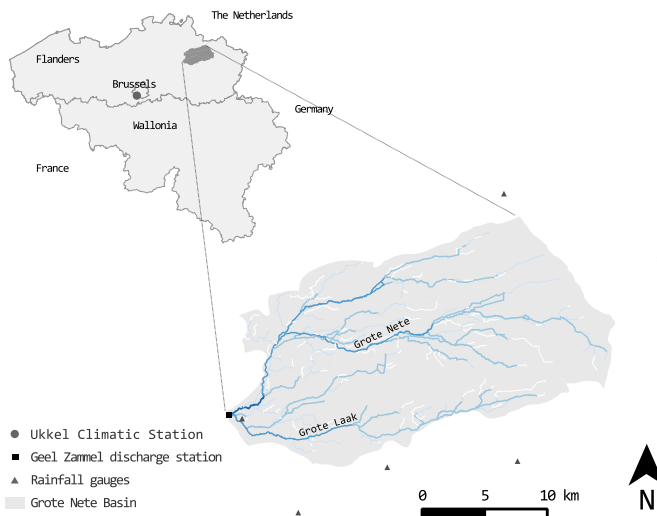 The Netherlands
Flanders
Brussels
Germany
Wallonia
France
Grote Nete
Grote Laak
Ukkel Climatic Station
Geel Zammel discharge station
Rainfall gauges
Grote Nete Basin
0 5 10 km
N